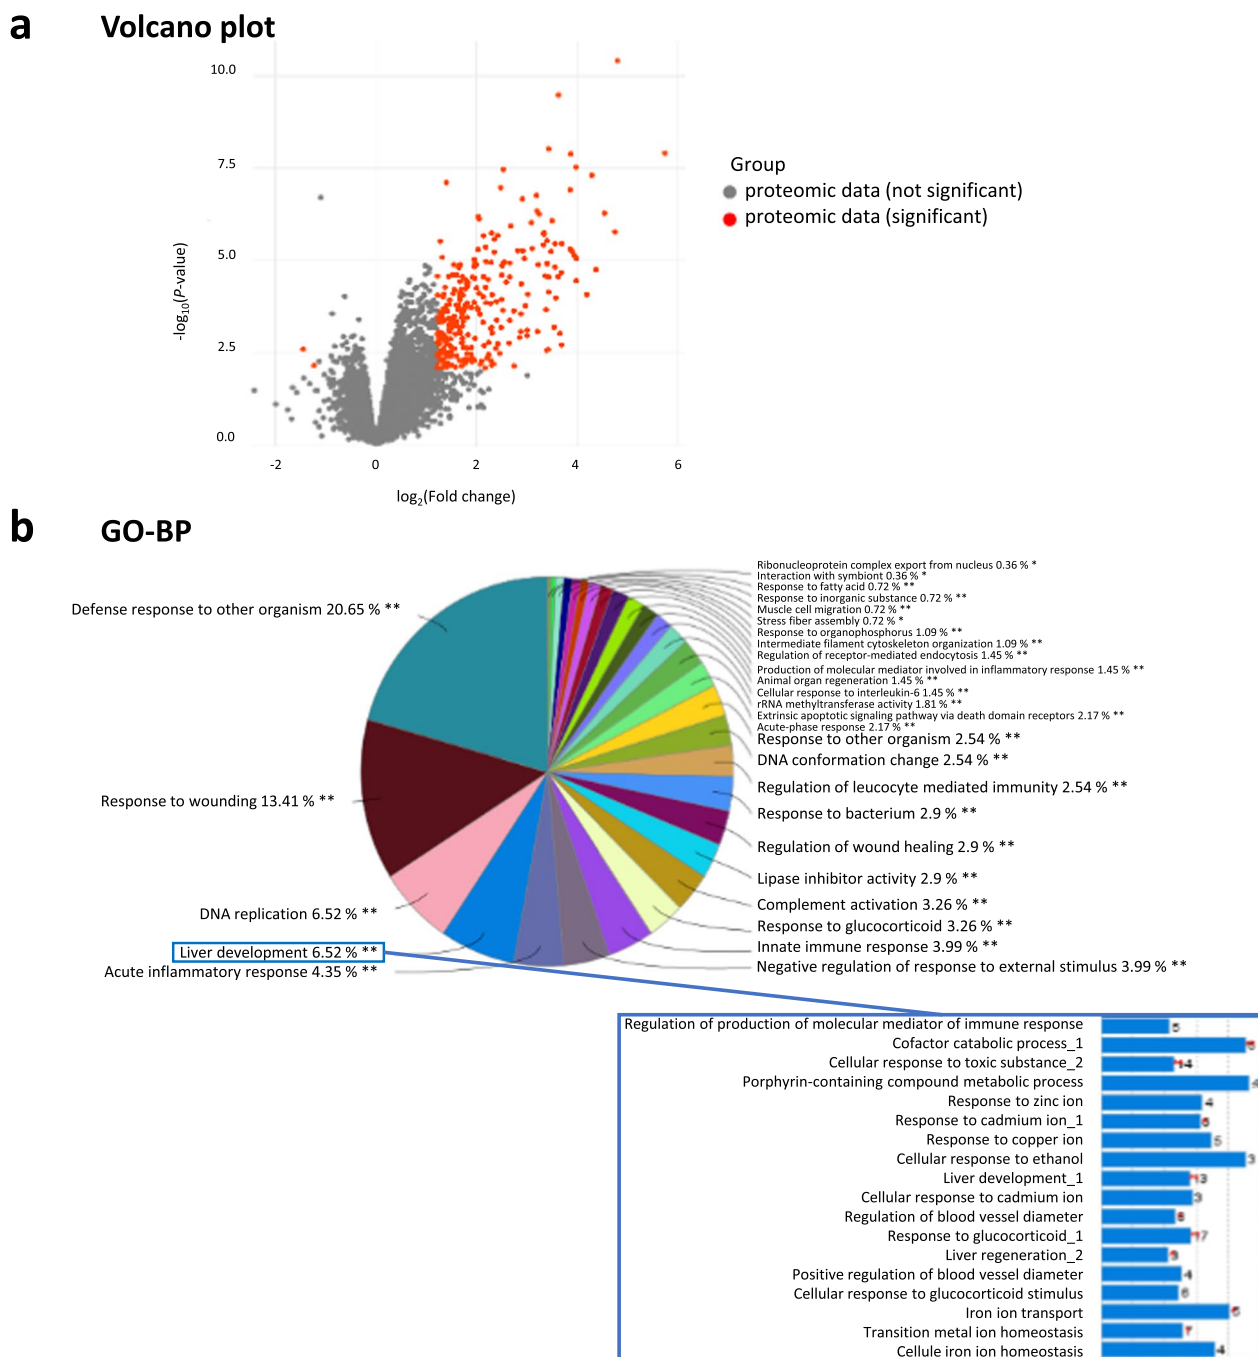 a
Volcano plot
10.0
7.5
5.0
2.5
0.0
-log10(P-value)
-2 0 2 4 6
log2(Fold change)
Group
proteomic data (not significant)
proteomic data (significant)
b
GO-BP
Defense response to other organism 20.65 % **
Response to wounding 13.41 % **
DNA replication 6.52 % **
Liver development 6.52 % **
Acute inflammatory response 4.35 % **
Ribonucleoprotein complex export from nucleus 0.36 % *
Interaction with symbiont 0.36 % *
Response to fatty acid 0.72 % **
Response to inorganic substance 0.72 % **
Muscle cell migration 0.72 % **
Stress fiber assembly 0.72 % *
Response to organophosphorus 1.09 % **
Intermediate filament cytoskeleton organization 1.09 % **
Regulation of receptor-mediated endocytosis 1.45 % **
Production of molecular mediator involved in inflammatory response 1.45 % **
Animal organ regeneration 1.45 % **
Cellular response to interleukin-6 1.45 % **
rRNA methyltransferase activity 1.81 % **
Extrinsic apoptotic signaling pathway via death domain receptors 2.17 % **
Acute-phase response 2.17 % **
Response to other organism 2.54 % **
DNA conformation change 2.54 % **
Regulation of leucocyte mediated immunity 2.54 % **
Response to bacterium 2.9 % **
Regulation of wound healing 2.9 % **
Lipase inhibitor activity 2.9 % **
Complement activation 3.26 % **
Response to glucocorticoid 3.26 % **
Innate immune response 3.99 % **
Negative regulation of response to external stimulus 3.99 % **
Regulation of production of molecular mediator of immune response 5
Cofactor catabolic process_1
Cellular response to toxic substance_2 14
Porphyrin-containing compound metabolic process
Response to zinc ion 4
Response to cadmium ion_1
Response to copper ion 5
Cellular response to ethanol 3
Liver development_1 13
Cellular response to cadmium ion 3
Regulation of blood vessel diameter
Response to glucocorticoid_1 17
Liver regeneration_2
Positive regulation of blood vessel diameter 4
Cellular response to glucocorticoid stimulus 6
Iron ion transport
Transition metal ion homeostasis
Cellule iron ion homeostasis 4